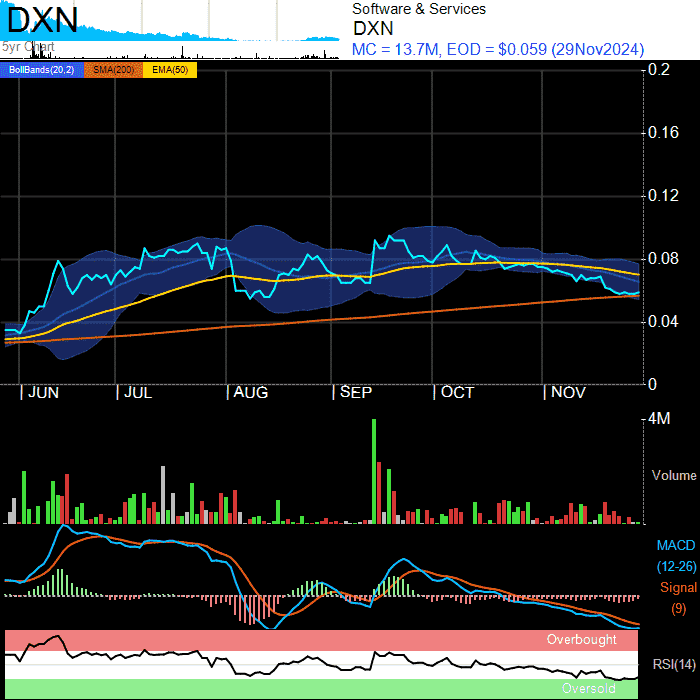 DXN
5yr Chart
Software & Services
DXN
MC = 13.7M, EOD = $0.059 (29Nov2024)
BollBands(20,2) SMA(200) EMA(50)
0.2
0.16
0.12
0.08
0.04
0
JUN JUL AUG SEP OCT NOV
4M
Volume
MACD
(12-26)
Signal
(9)
Overbought
RSI(14)
Oversold